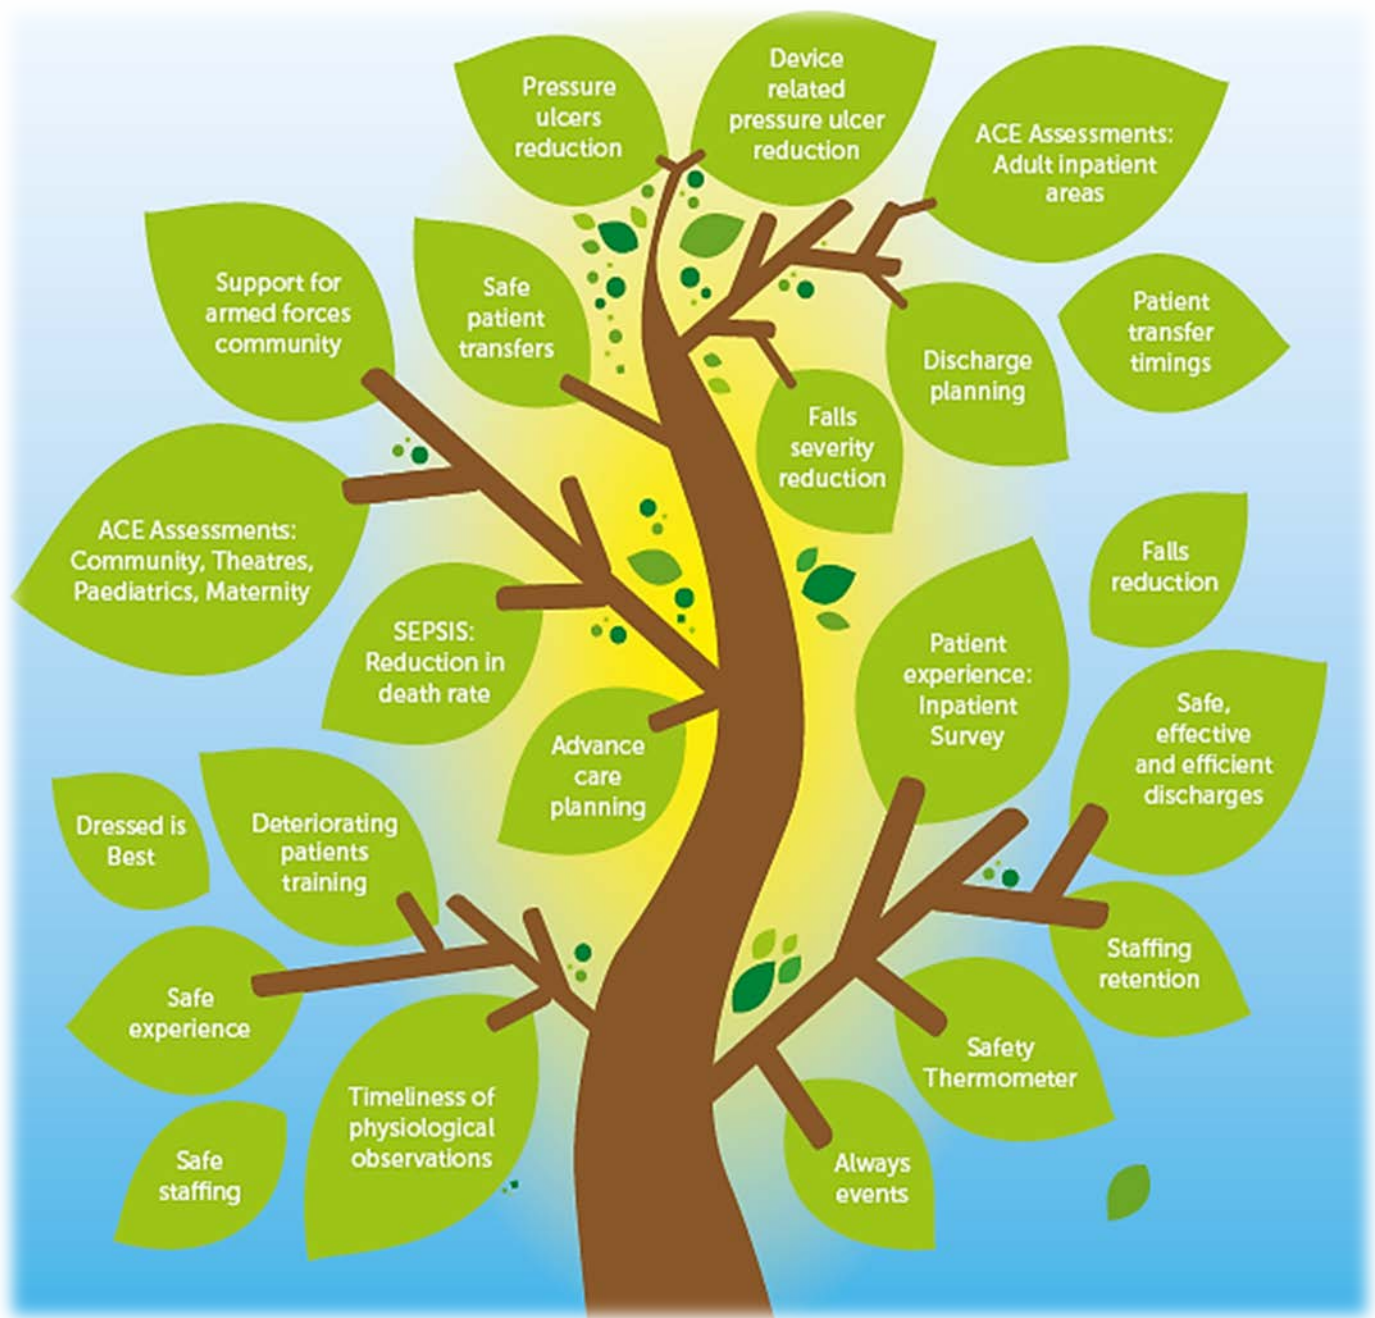 Pressure
ulcers
reduction
Device
related
pressure ulcer
reduction
ACE Assessments:
Adult inpatient
areas
Support for
armed forces
community
Safe
patient
transfers
Patient
transfer
timings
Discharge
planning
Falls
severity
reduction
ACE Assessments:
Community, Theatres,
Paediatrics, Maternity
Falls
reduction
SEPSIS:
Reduction in
death rate
Patient
experience:
Inpatient
Survey
Safe,
effective
and efficient
discharges
Advance
care
planning
Dressed is
Best
Deteriorating
patients
training
Staffing
retention
Safe
experience
Safety
Thermometer
Timeliness of
physiological
observations
Safe
staffing
Always
events